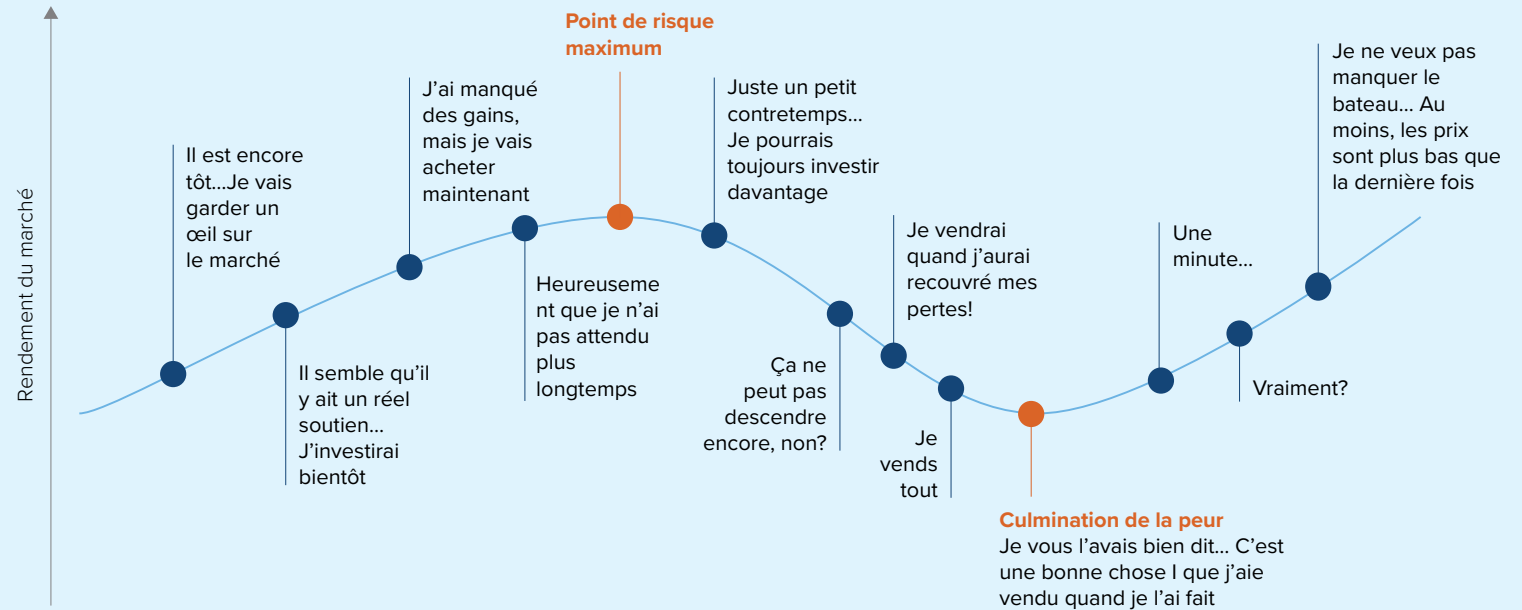 Rendement du marché
Il est encore
tôt...Je vais
garder un
œil sur
le marché
Il semble qu'il
y ait un réel
soutien...
J'investirai
bientôt
J'ai manqué
des gains,
mais je vais
acheter
maintenant
Heureuseme
nt que je n'ai
pas attendu
plus
longtemps
Point de risque
maximum
Juste un petit
contretemps...
Je pourrais
toujours investir
davantage
Ça ne
peut pas
descendre
encore, non?
Je vendrai
quand j'aurai
recouvré mes
pertes!
Je
vends
tout
Culmination de la peur
Je vous l'avais bien dit... C'est
une bonne chose I que j'aie
vendu quand je l'ai fait
Une
minute...
Vraiment?
Je ne veux pas
manquer le
bateau... Au
moins, les prix
sont plus bas que
la dernière fois